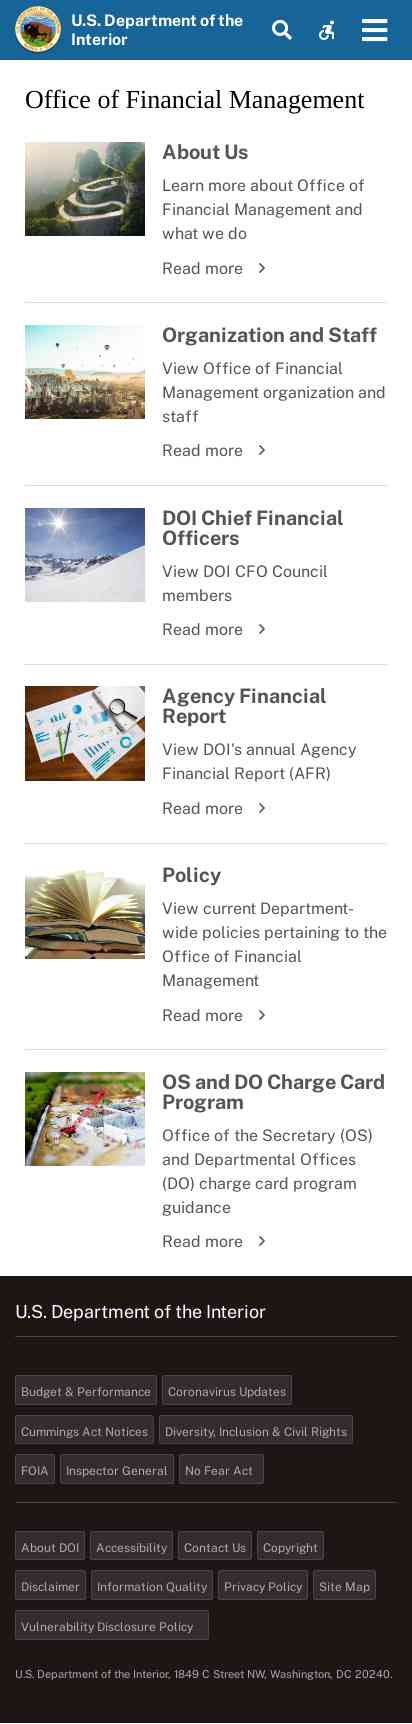 U.S. Department of the
Interior
Office of Financial Management
About Us
Learn more about Office of
Financial Management and
what we do
Read more
Organization and Staff
View Office of Financial
Management organization and
staff
Read more
DOI Chief Financial
Officers
View DOI CFO Council
members
Read more
Agency Financial
Report
View DOI's annual Agency
Financial Report (AFR)
Read more
Policy
View current Department-
wide policies pertaining to the
Office of Financial
Management
Read more
OS and DO Charge Card
Program
Office of the Secretary (OS)
and Departmental Offices
(DO) charge card program
guidance
Read more
U.S. Department of the Interior
Budget & Performance Coronavirus Updates
Cummings Act Notices Diversity, Inclusion & Civil Rights
FOIA Inspector General No Fear Act
About DOI Accessibility Contact Us Copyright
Disclaimer Information Quality Privacy Policy Site Map
Vulnerability Disclosure Policy
U.S. Department of the Interior, 1849 C Street NW, Washington, DC 20240.